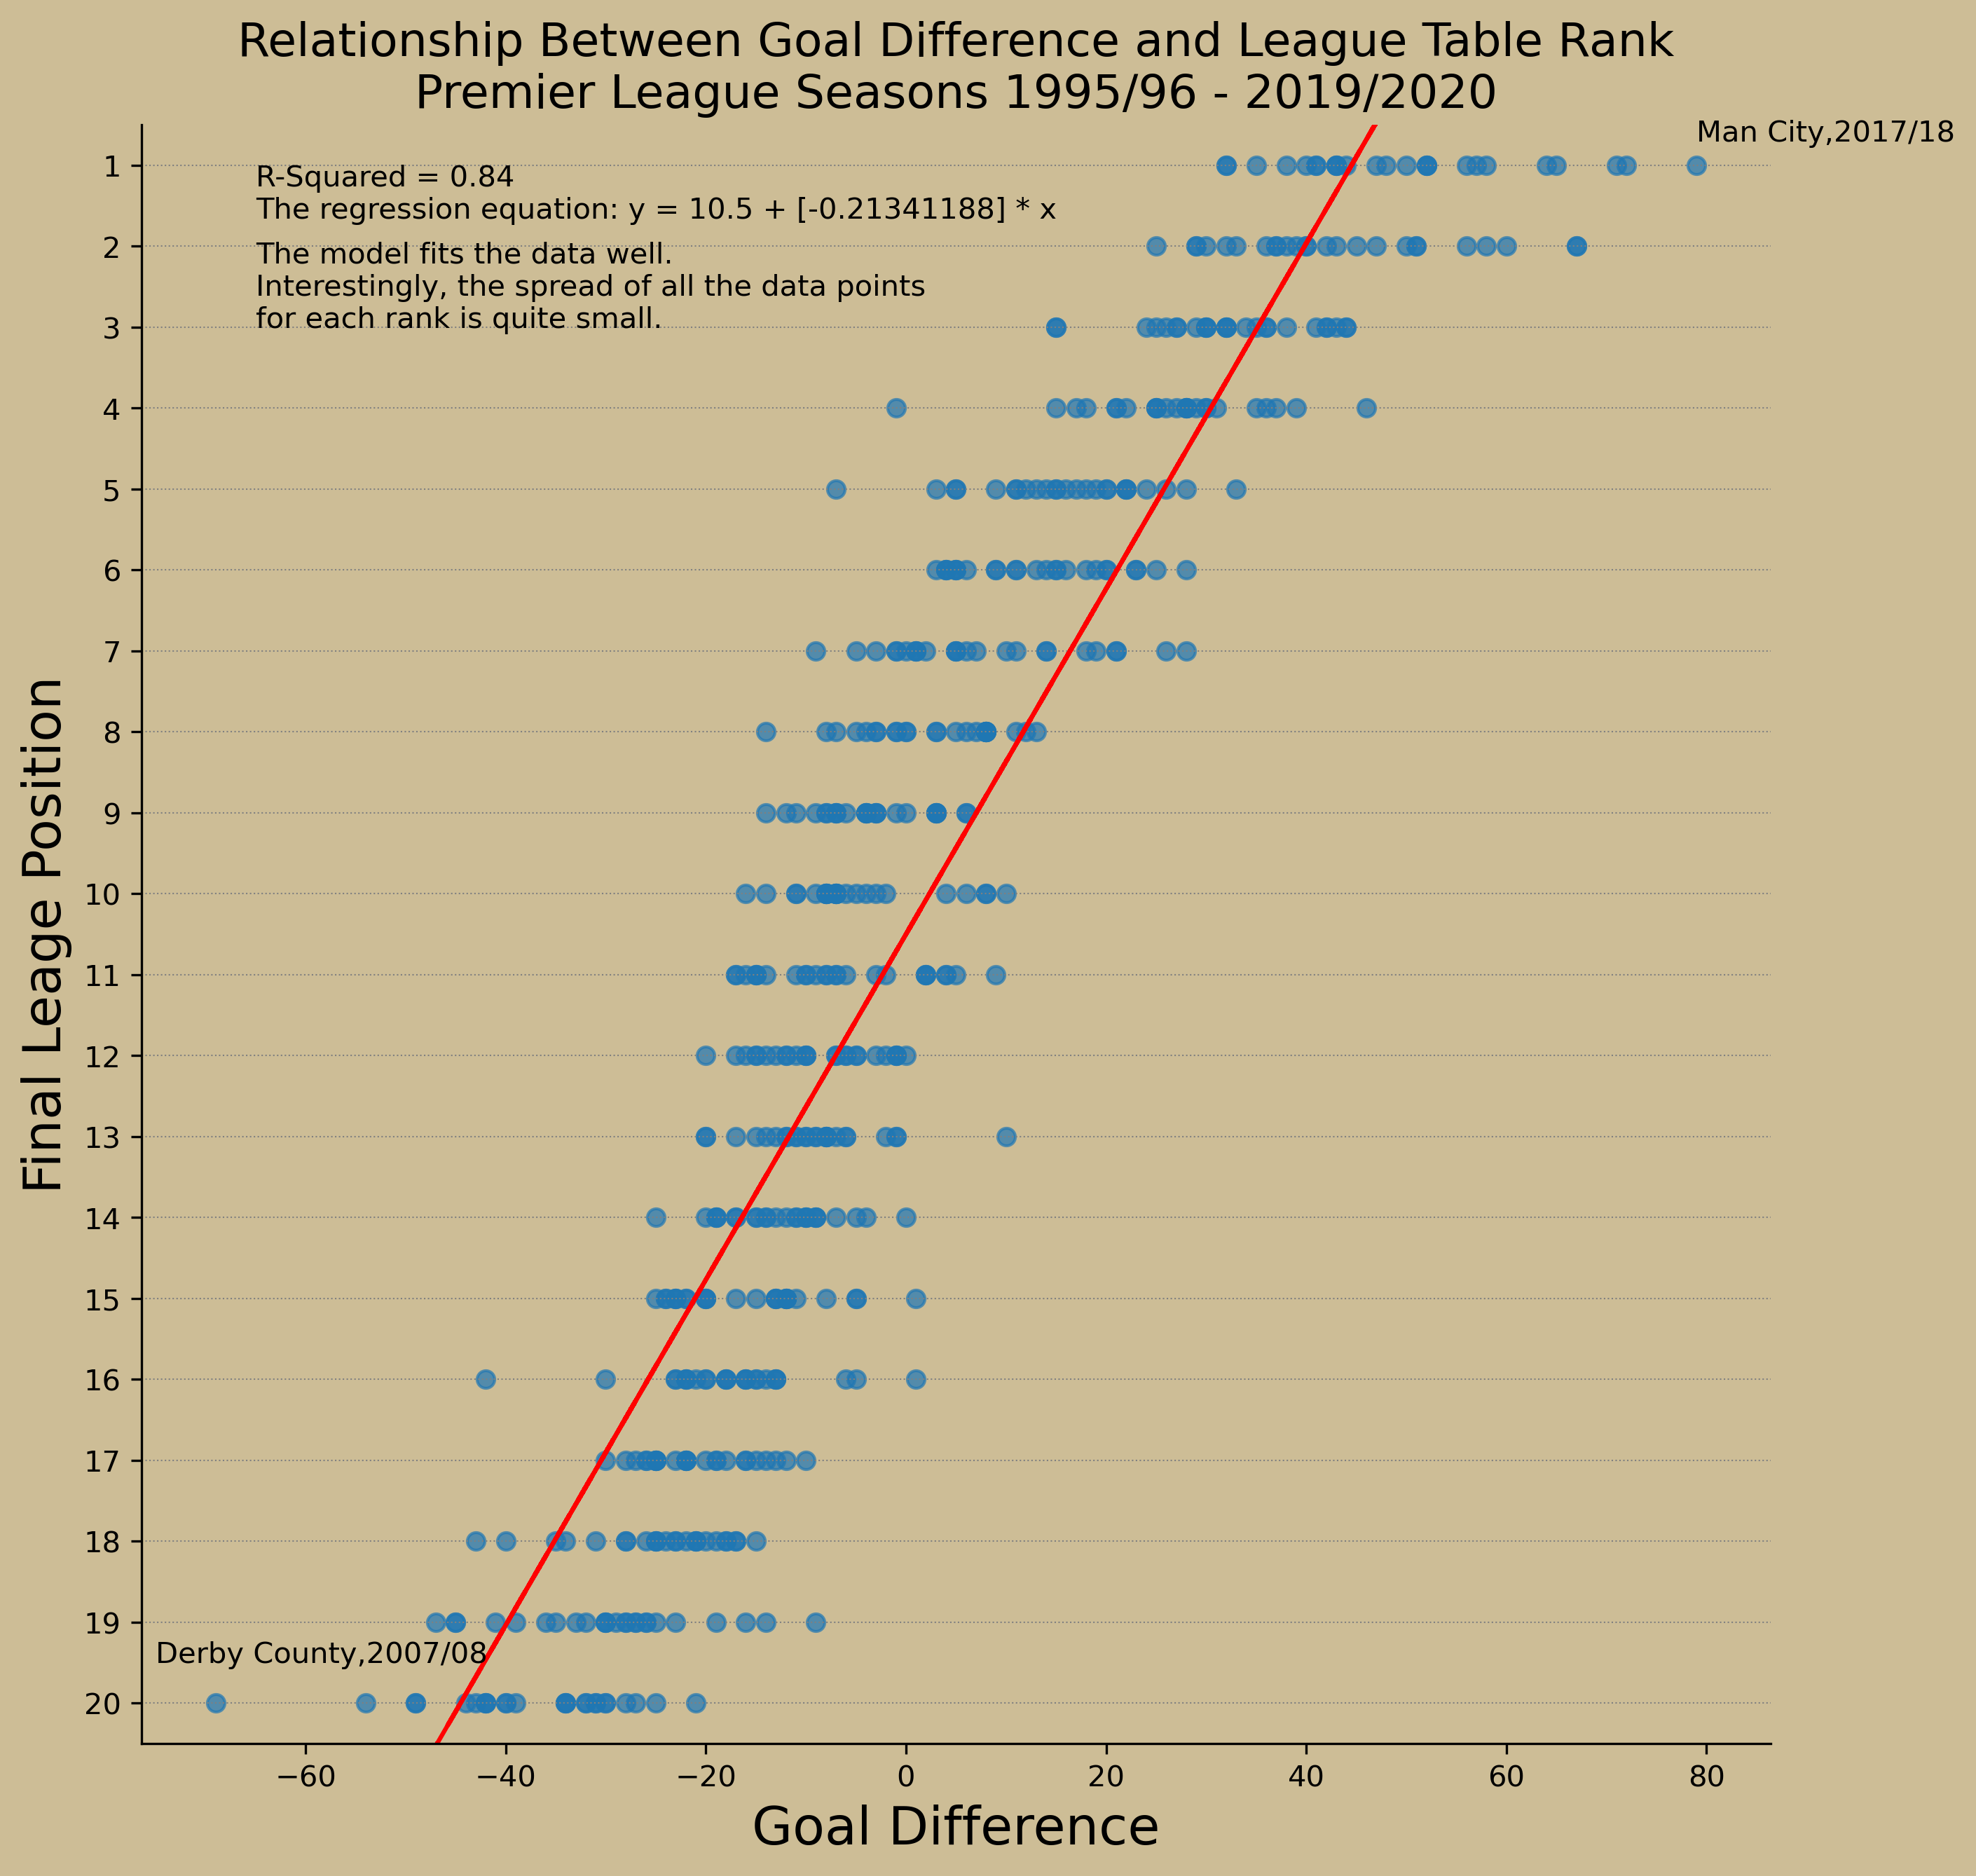 Relationship Between Goal Difference and League Table Rank
Premier League Seasons 1995/96 - 2019/2020
Man City,2017/18
R-Squared = 0.84
The regression equation: y = 10.5 + [-0.21341188] * x
The model fits the data well.
Interestingly, the spread of all the data points
for each rank is quite small.
Final Leage Position
1
2
3
4
5
6
7
8
9
10
11
12
13
14
15
16
17
18
19
20
Derby County,2007/08
−60 −40 −20 0 20 40 60 80
Goal Difference